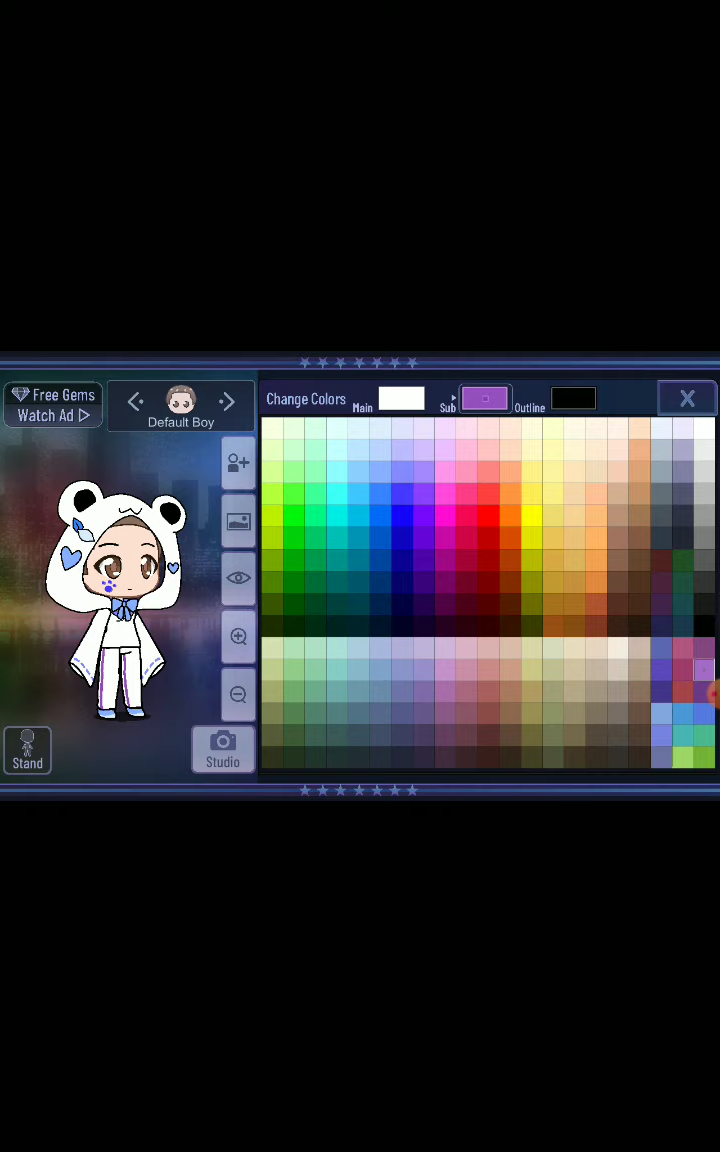 Free Gems
Watch Ad
Default Boy
Change Colors
Main
Sub
Outline
X
Stand
Studio